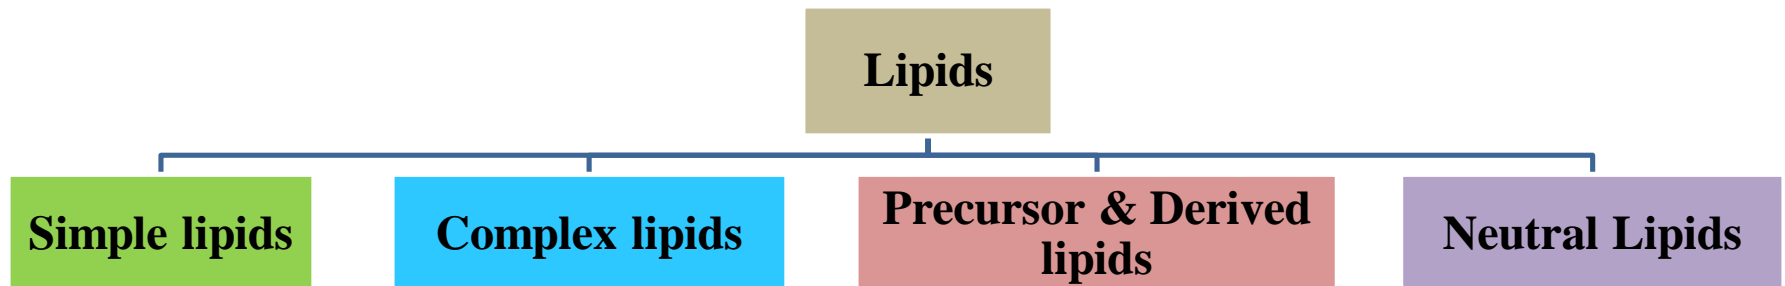 Lipids
Simple lipids
Complex lipids
Precursor & Derived
lipids
Neutral Lipids